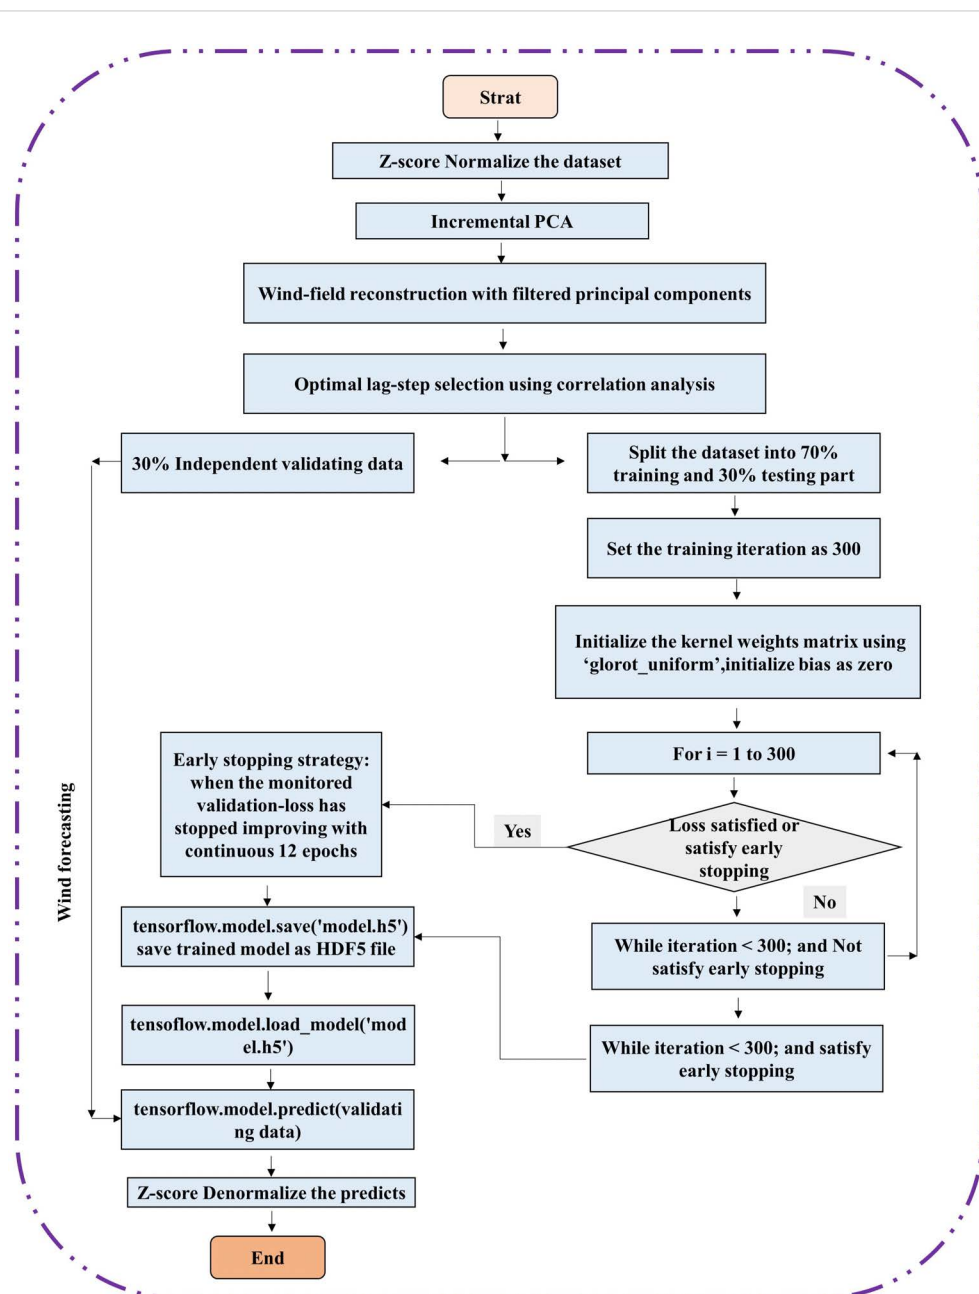 Strat
Z-score Normalize the dataset
Incremental PCA
Wind-field reconstruction with filtered principal components
Optimal lag-step selection using correlation analysis
30% Independent validating data
Split the dataset into 70%
training and 30% testing part
Set the training iteration as 300
Initialize the kernel weights matrix using
‘glorot_uniform’,initialize bias as zero
For i = 1 to 300
Loss satisfied or
satisfy early
stopping
Yes
No
Early stopping strategy:
when the monitored
validation-loss has
stopped improving with
continuous 12 epochs
While iteration < 300; and Not
satisfy early stopping
While iteration < 300; and satisfy
early stopping
tensorflow.model.save('model.h5')
save trained model as HDF5 file
tensoflow.model.load_model('mod
el.h5')
Wind forecasting
tensorflow.model.predict(validati
ng data)
Z-score Denormalize the predicts
End